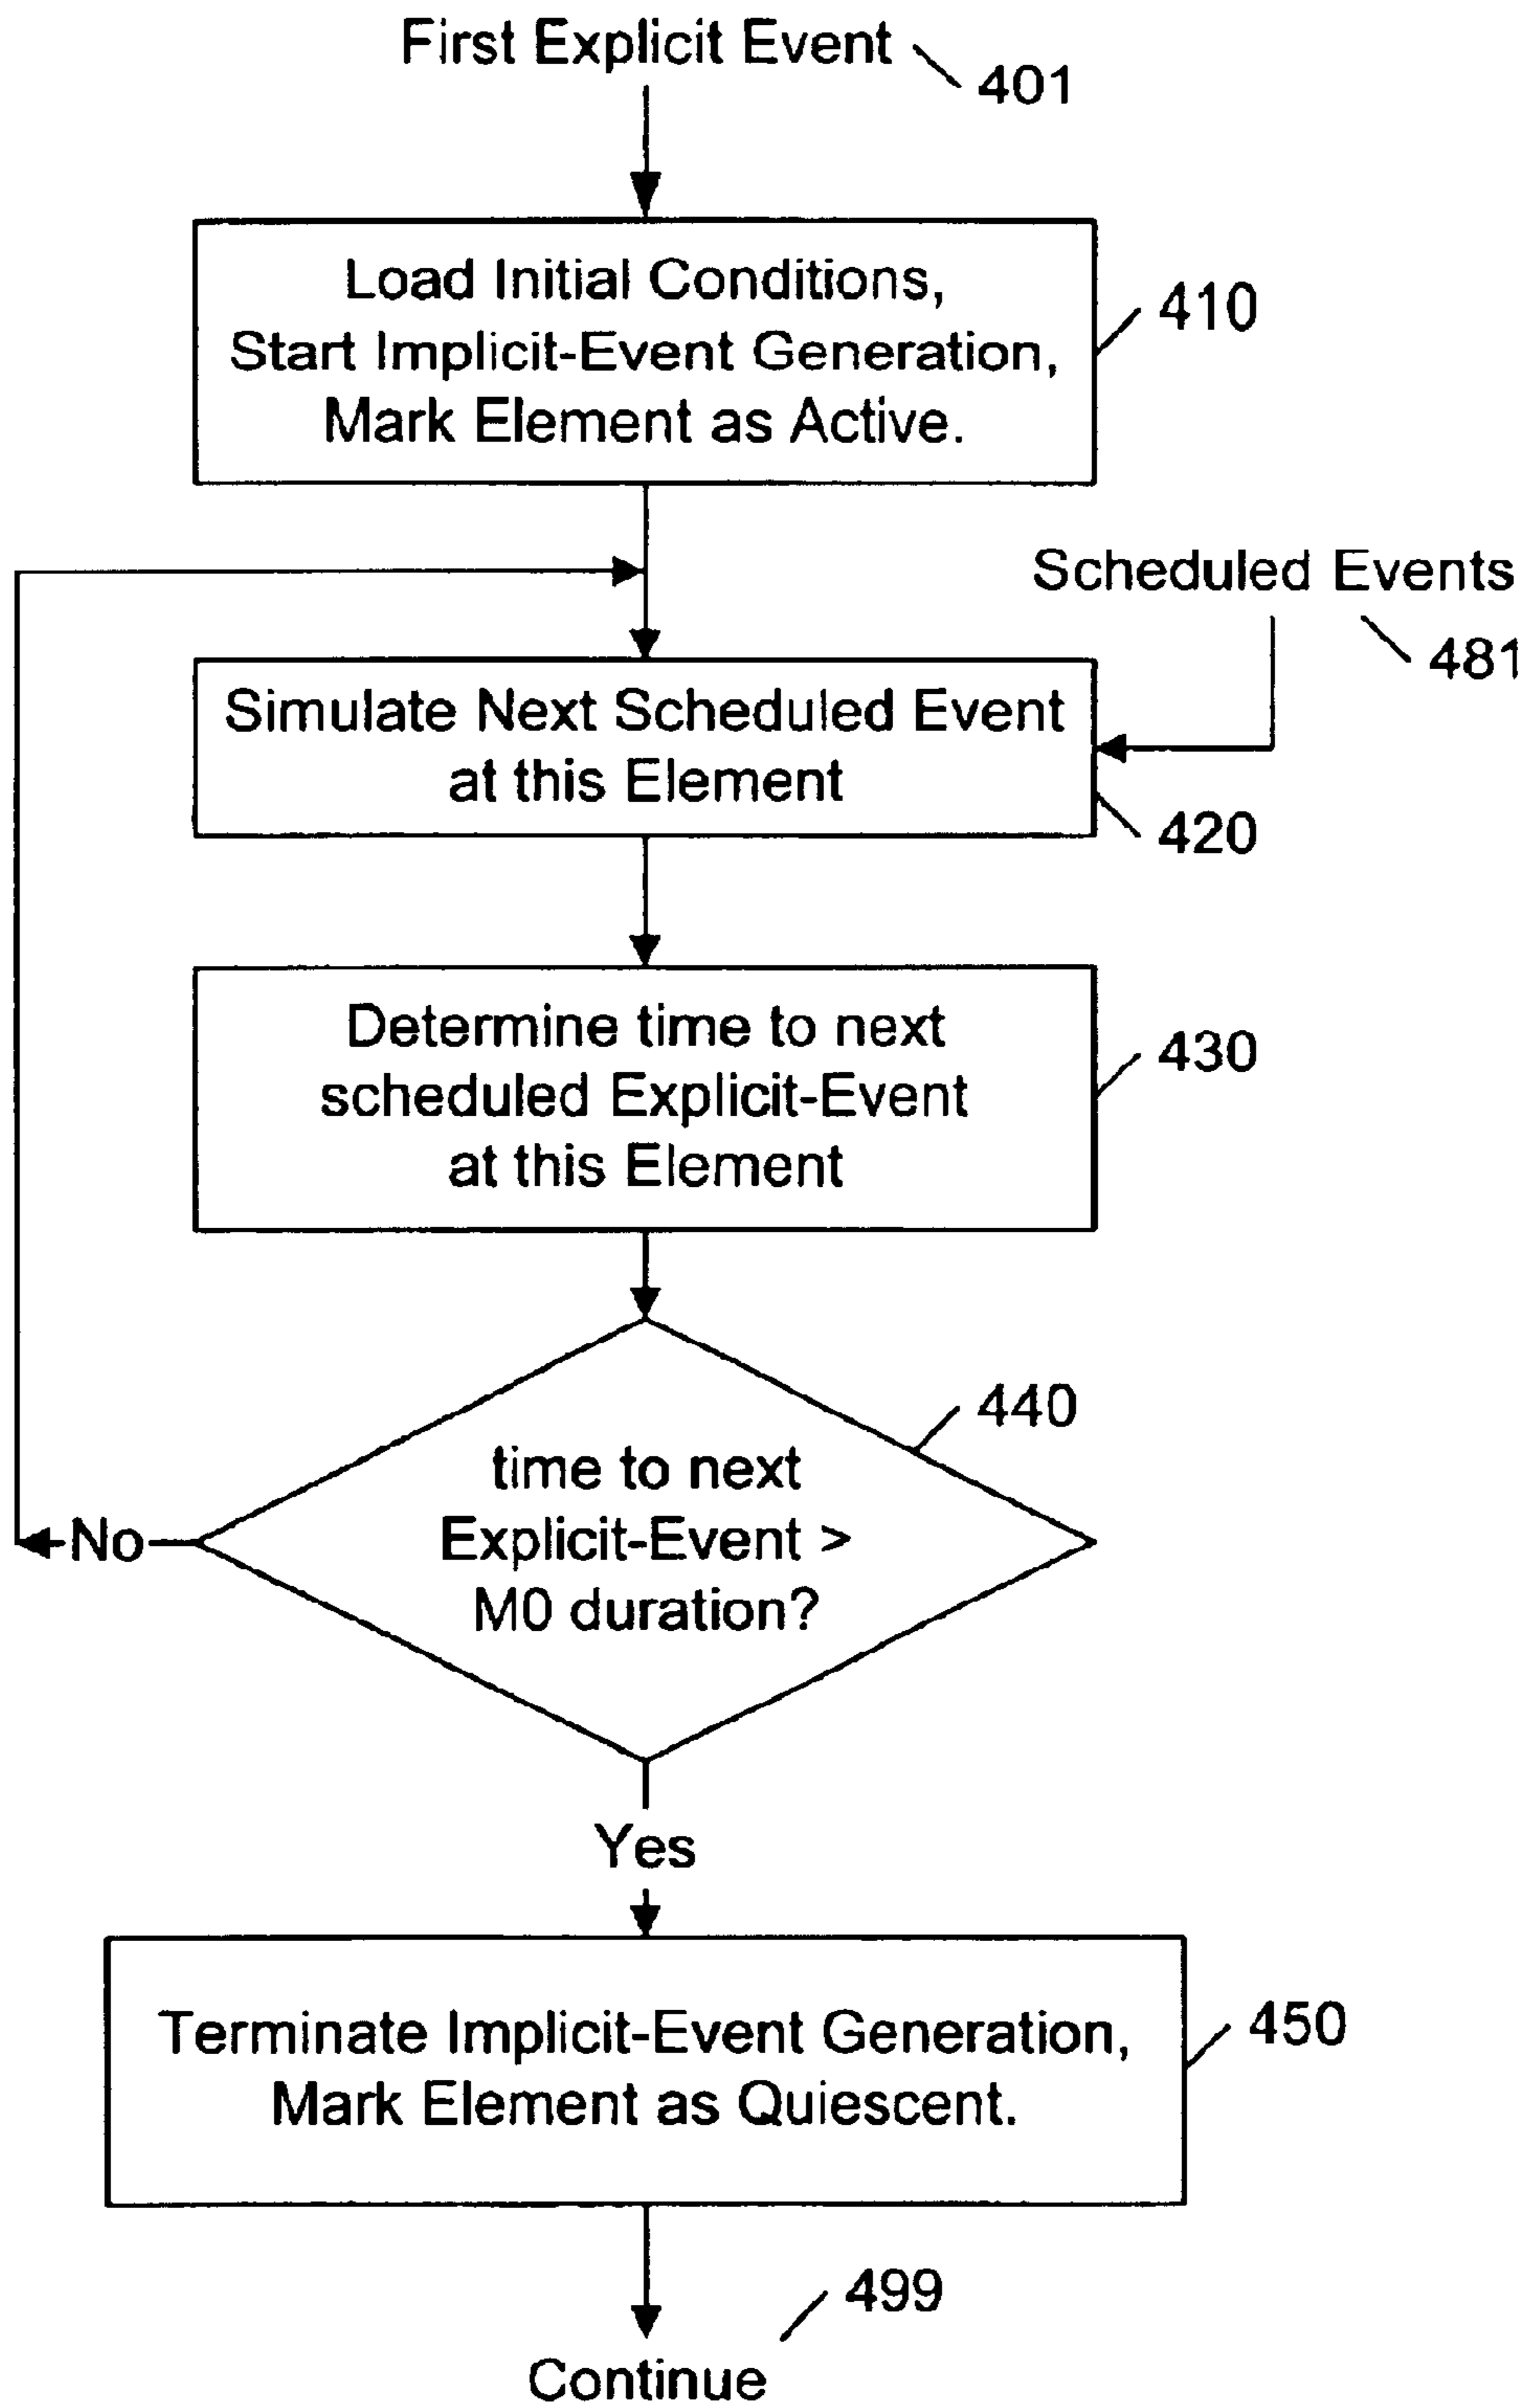 First Explicit Event
401
Load Initial Conditions,
Start Implicit-Event Generation,
Mark Element as Active.
410
Scheduled Events
481
Simulate Next Scheduled Event
at this Element
420
Determine time to next
scheduled Explicit-Event
at this Element
430
440
time to next
Explicit-Event >
M0 duration?
No
Yes
Terminate Implicit-Event Generation,
Mark Element as Quiescent.
450
499
Continue